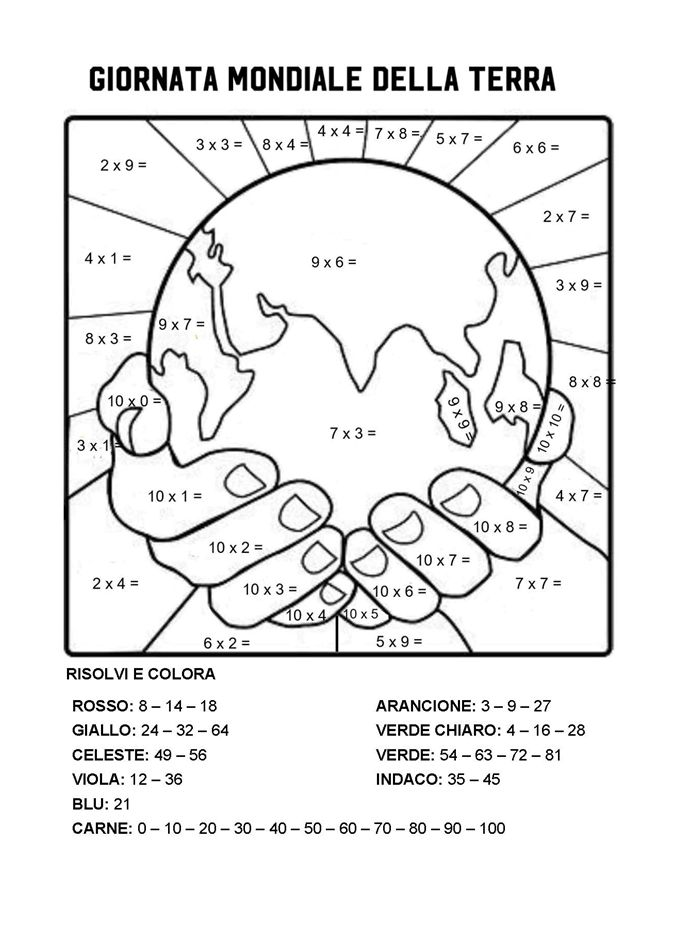 GIORNATA MONDIALE DELLA TERRA
2 x 9 =
3 x 3 =
8 x 4 =
4 x 4 =
7 x 8 =
5 x 7 =
6 x 6 =
2 x 7 =
4 x 1 =
9 x 6 =
3 x 9 =
8 x 3 =
9 x 7 =
8 x 8 =
10 x 0 =
9 x 9 =
9 x 8 =
10 x 10 =
3 x 1 =
7 x 3 =
10 x 9
4 x 7 =
10 x 1 =
10 x 8 =
10 x 2 =
10 x 7 =
2 x 4 =
10 x 3 =
10 x 6 =
7 x 7 =
10 x 4
10 x 5
6 x 2 =
5 x 9 =
RISOLVI E COLORA
ROSSO: 8 – 14 – 18
GIALLO: 24 – 32 – 64
CELESTE: 49 – 56
VIOLA: 12 – 36
BLU: 21
CARNE: 0 – 10 – 20 – 30 – 40 – 50 – 60 – 70 – 80 – 90 – 100
ARANCIONE: 3 – 9 – 27
VERDE CHIARO: 4 – 16 – 28
VERDE: 54 – 63 – 72 – 81
INDACO: 35 – 45